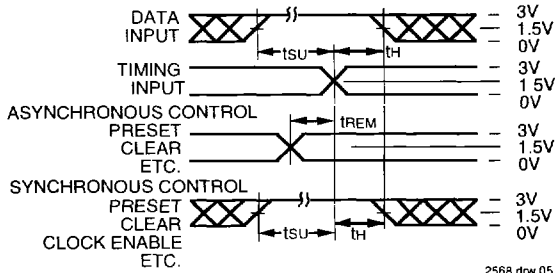 DATA INPUT
3V
1.5V
0V
tSU
tH
TIMING INPUT
3V
1 5V
0V
ASYNCHRONOUS CONTROL
PRESET
CLEAR
ETC.
tREM
3V
1.5V
0V
SYNCHRONOUS CONTROL
PRESET
CLEAR
CLOCK ENABLE
ETC.
tSU
tH
3V
1.5V
0V
2568 drw 05